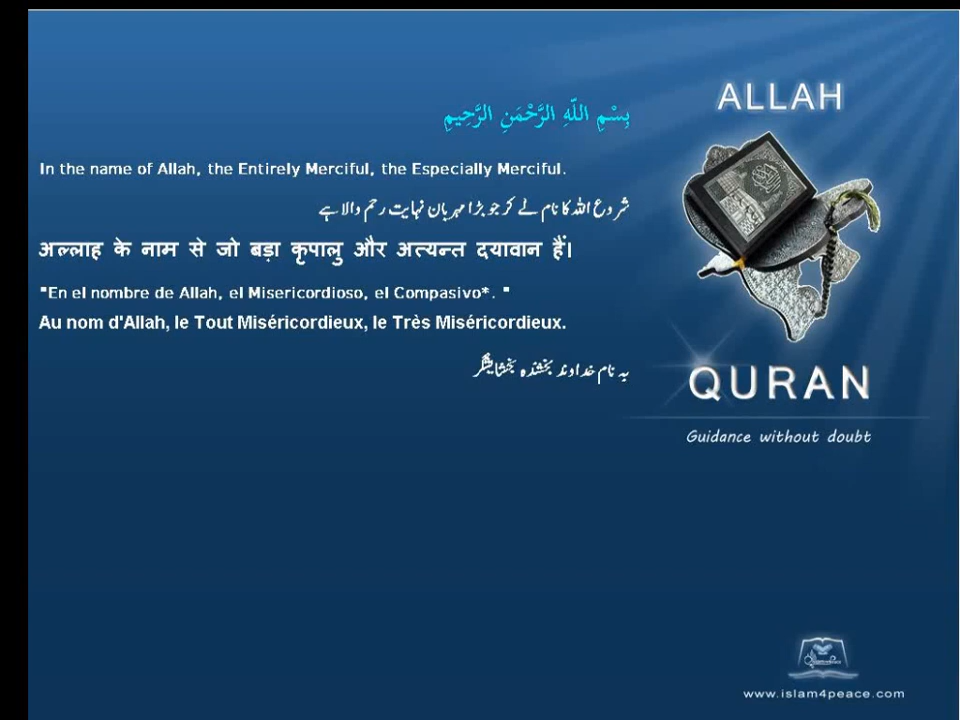 بِسْمِ اللّهِ الرَّحْمَنِ الرَّحِيمِ
In the name of Allah, the Entirely Merciful, the Especially Merciful.
شروع الله کا نام لے کر جو بڑا مہربان نہایت رحم والا ہے
अल्लाह के नाम से जो बड़ा कृपालु और अत्यन्त दयावान हैं।
"En el nombre de Allah, el Misericordioso, el Compasivo*. "
Au nom d'Allah, le Tout Miséricordieux, le Très Miséricordieux.
به نام خداوند بخشنده بخشایشگر
ALLAH
QURAN
Guidance without doubt
www.islam4peace.com